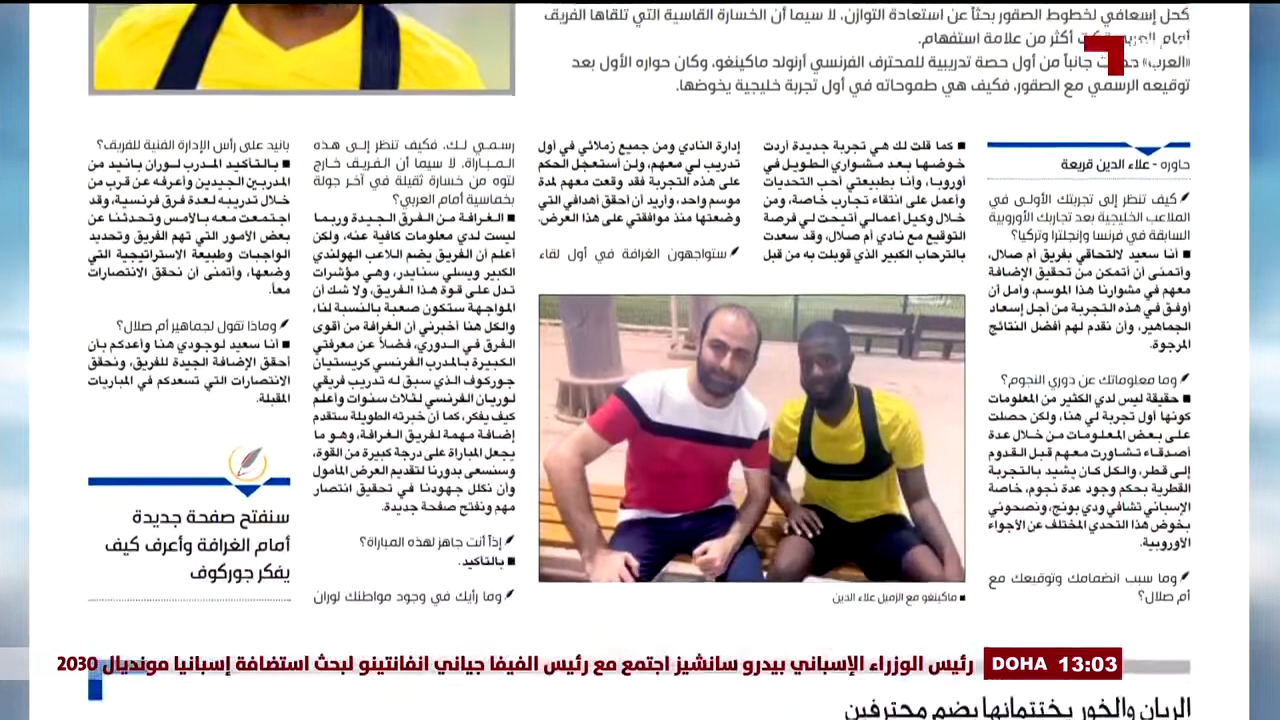 كحل إسعافي لخطوط الصقور بحثاً عن استعادة التوازن، لا سيما أن الخسارة القاسية التي تلقاها الفريق
أكثر من علامة استفهام.
«العرب» جانباً من أول حصة تدريبية للمحترف الفرنسي أرنولد ماكينغو، وكان حواره الأول بعد
توقيعه الرسمي مع الصقور، فكيف هي طموحاته في أول تجربة خليجية يخوضها.
حاوره - علاء الدين قريعة
كيف تنظر إلى تجربتك الأولى في
الملاعب الخليجية بعد تجاربك الأوروبية
السابقة في فرنسا وإنجلترا وتركيا؟
■ أنا سعيد لالتحاقي بفريق أم صلال،
وأتمنى أن أتمكن من تحقيق الإضافة
معهم في مشوارنا هذا الموسم، وآمل أن
أوفق في هذه التجربة من أجل إسعاد
الجماهير، وأن نقدم لهم أفضل النتائج
المرجوة.
وما معلوماتك عن دوري النجوم؟
■ حقيقة ليس لدي الكثير من المعلومات
كونها أول تجربة لي هنا، ولكن حصلت
على بعض المعلومات من خلال عدة
أصدقاء تشاورت معهم قبل القدوم
إلى قطر، والكل كان يشيد بالتجربة
القطرية بحكم وجود عدة نجوم، خاصة
الإسباني تشافي ودي يونج، ونصحوني
بخوض هذا التحدي المختلف عن الأجواء
الأوروبية.
وما سبب انضمامك وتوقيعك مع
أم صلال؟
■ كما قلت لك هي تجربة جديدة أردت
خوضها بعد مشواري الطويل في
أوروبا، وأنا بطبيعتي أحب التحديات
وأعمل على انتقاء تجارب خاصة، ومن
خلال وكيل أعمالي أتيحت لي فرصة
التوقيع مع نادي أم صلال، وقد سعدت
بالترحاب الكبير الذي قوبلت به من قبل
إدارة النادي ومن جميع زملائي في أول
تدريب لي معهم، ولن أستعجل الحكم
على هذه التجربة فقد وقعت معهم لمدة
موسم واحد، وأريد أن أحقق أهدافي التي
وضعتها منذ موافقتي على هذا العرض.
ستواجهون الغرافة في أول لقاء
■ ماكينغو مع الزميل علاء الدين
رسمي لك، فكيف تنظر إلى هذه
المباراة، لا سيما أن الفريق خارج
لتوه من خسارة ثقيلة في آخر جولة
بخماسية أمام العربي؟
■ الغرافة من الفرق الجيدة وربما
ليست لدي معلومات كافية عنه، ولكن
أعلم أن الفريق يضم اللاعب الهولندي
الكبير ويسلي سنايدر، وهي مؤشرات
تدل على قوة هذا الفريق، ولا شك أن
المواجهة ستكون صعبة بالنسبة لنا،
والكل هنا أخبرني أن الغرافة من أقوى
الفرق في الدوري، فضلاً عن معرفتي
الكبيرة بالمدرب الفرنسي كريستيان
جوركوف الذي سبق له تدريب فريقي
لوريان الفرنسي لثلاث سنوات وأعلم
كيف يفكر، كما أن خبرته الطويلة ستقدم
إضافة مهمة لفريق الغرافة، وهو ما
يجعل المباراة على درجة كبيرة من القوة،
وسنسعى بدورنا لتقديم العرض المأمول
وأن نكلل جهودنا في تحقيق انتصار
مهم ونفتح صفحة جديدة.
إذاً أنت جاهز لهذه المباراة؟
■ بالتأكيد.
وما رأيك في وجود مواطنك لوران
بانيد على رأس الإدارة الفنية للفريق؟
■ بالتأكيد المدرب لوران بانيد من
المدربين الجيدين وأعرفه عن قرب من
خلال تدريبه لعدة فرق فرنسية، وقد
اجتمعت معه بالأمس وتحدثنا عن
بعض الأمور التي تهم الفريق وتحديد
الواجبات وطبيعة الاستراتيجية التي
وضعها، وأتمنى أن نحقق الانتصارات
معاً.
وماذا تقول لجماهير أم صلال؟
■ أنا سعيد لوجودي هنا وأعدكم بأن
أحقق الإضافة الجيدة للفريق، ونحقق
الانتصارات التي تسعدكم في المباريات
المقبلة.
سنفتح صفحة جديدة
أمام الغرافة وأعرف كيف
يفكر جوركوف
DOHA 13:03
رئيس الوزراء الإسباني بيدرو سانشيز اجتمع مع رئيس الفيفا جياني انفانتينو لبحث استضافة إسبانيا مونديال 2030
الريان والخور يختتمانها بضم محترفين